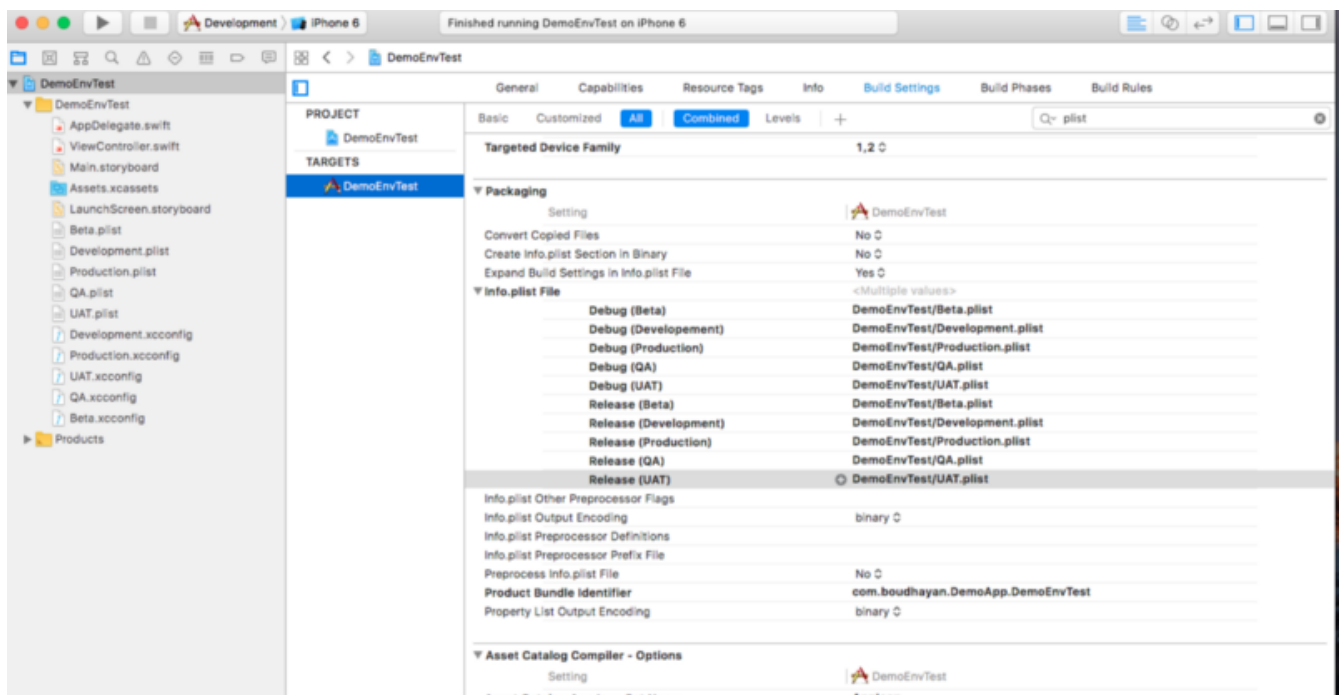 Development iPhone 6 Finished running DemoEnvTest on iPhone 6
DemoEnvTest
DemoEnvTest
General Capabilities Resource Tags Info Build Settings Build Phases Build Rules
DemoEnvTest
AppDelegate.swift
ViewController.swift
Main.storyboard
Assets.xcassets
LaunchScreen.storyboard
Beta.plist
Development.plist
Production.plist
QA.plist
UAT.plist
Development.xcconfig
Production.xcconfig
UAT.xcconfig
QA.xcconfig
Beta.xcconfig
Products
PROJECT
DemoEnvTest
TARGETS
DemoEnvTest
Basic Customized All Combined Levels + plist
Targeted Device Family 1,2
Packaging
Setting DemoEnvTest
Convert Copied Files No
Create Info.plist Section in Binary No
Expand Build Settings in Info.plist File Yes
Info.plist File <Multiple values>
Debug (Beta) DemoEnvTest/Beta.plist
Debug (Developement) DemoEnvTest/Development.plist
Debug (Production) DemoEnvTest/Production.plist
Debug (QA) DemoEnvTest/QA.plist
Debug (UAT) DemoEnvTest/UAT.plist
Release (Beta) DemoEnvTest/Beta.plist
Release (Development) DemoEnvTest/Development.plist
Release (Production) DemoEnvTest/Production.plist
Release (QA) DemoEnvTest/QA.plist
Release (UAT) DemoEnvTest/UAT.plist
Info.plist Other Preprocessor Flags
Info.plist Output Encoding binary
Info.plist Preprocessor Definitions
Info.plist Preprocessor Prefix File
Preprocess Info.plist File No
Product Bundle Identifier com.boudhayan.DemoApp.DemoEnvTest
Property List Output Encoding binary
Asset Catalog Compiler - Options
Setting DemoEnvTest